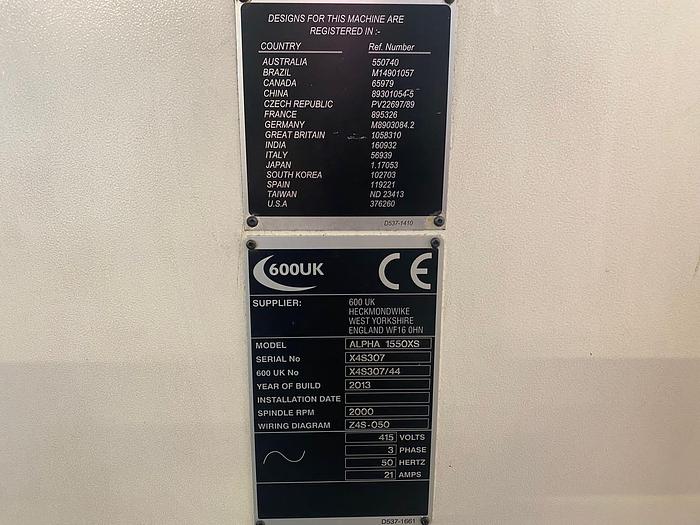 DESIGNS FOR THIS MACHINE ARE
REGISTERED IN :-
COUNTRY Ref. Number
AUSTRALIA 550740
BRAZIL M14901057
CANADA 65979
CHINA 89301054-5
CZECH REPUBLIC PV22697/89
FRANCE 895326
GERMANY M8903084.2
GREAT BRITAIN 1058310
INDIA 160932
ITALY 56939
JAPAN 1.17053
SOUTH KOREA 102703
SPAIN 119221
TAIWAN ND 23413
U.S.A 376260
D537-1410
600UK CE
SUPPLIER: 600 UK
HECKMONDWIKE
WEST YORKSHIRE
ENGLAND WF16 0HN
MODEL ALPHA 1550XS
SERIAL No X4S307
600 UK No X4S307/44
YEAR OF BUILD 2013
INSTALLATION DATE
SPINDLE RPM 2000
WIRING DIAGRAM Z4S-050
415 VOLTS
3 PHASE
50 HERTZ
21 AMPS
D537-1661